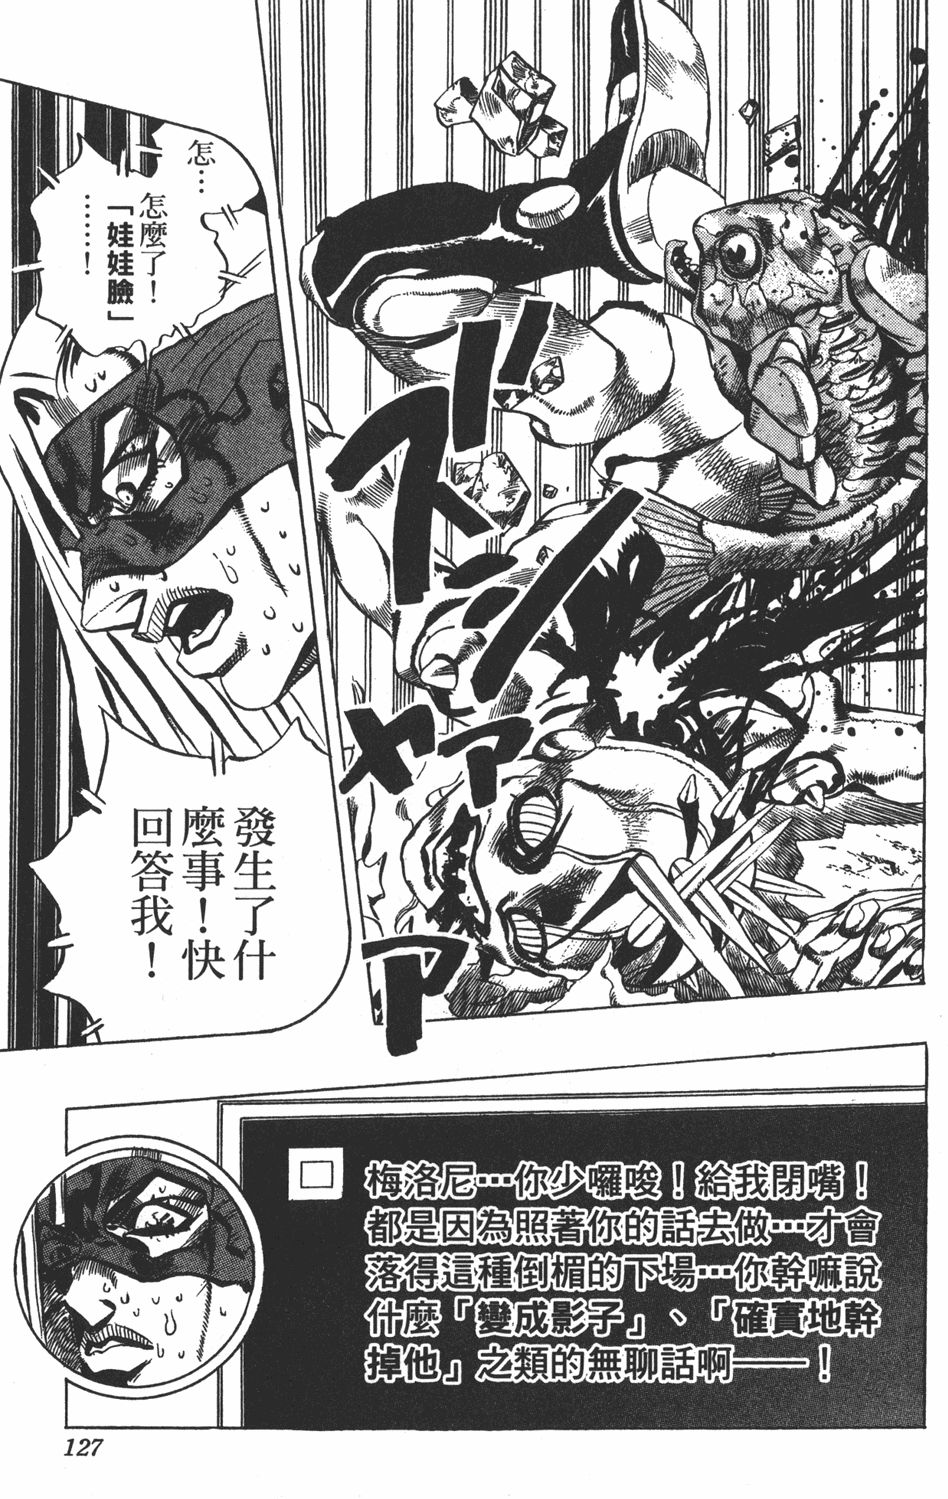 ズ
ド
ン
メ
ァ
ア
ァ
ア
怎…
怎麼了！
「娃娃臉」
……！
發生了什
麼事！快
回答我！
□
梅洛尼…你少囉唆！給我閉嘴！
都是因為照著你的話去做…才會
落得這種倒楣的下場…你幹嘛說
什麼「變成影子」、「確實地幹
掉他」之類的無聊話啊——！
127